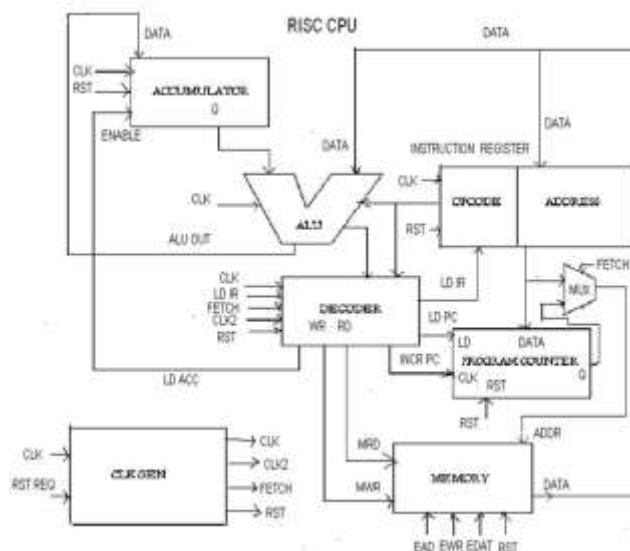 RISC CPU
DATA
DATA
CLK
RST
ACCUMULATOR
Q
ENABLE
DATA
DATA
INSTRUCTION REGISTER
CLK
OPCODE
ADDRESS
RST
CLK
ALU
ALU OUT
FETCH
MUX
CLK
LD IR
FETCH
CLK2
RST
DECODER
WR RD
LD IR
LD PC
INCR PC
LD
DATA
PROGRAM COUNTER
CLK
RST
Q
RST
LD ACC
ADDR
CLK
RST REQ
CLK GEN
CLK
CLK2
FETCH
RST
MRD
MWR
MEMORY
DATA
EAD EWR EDAT RST